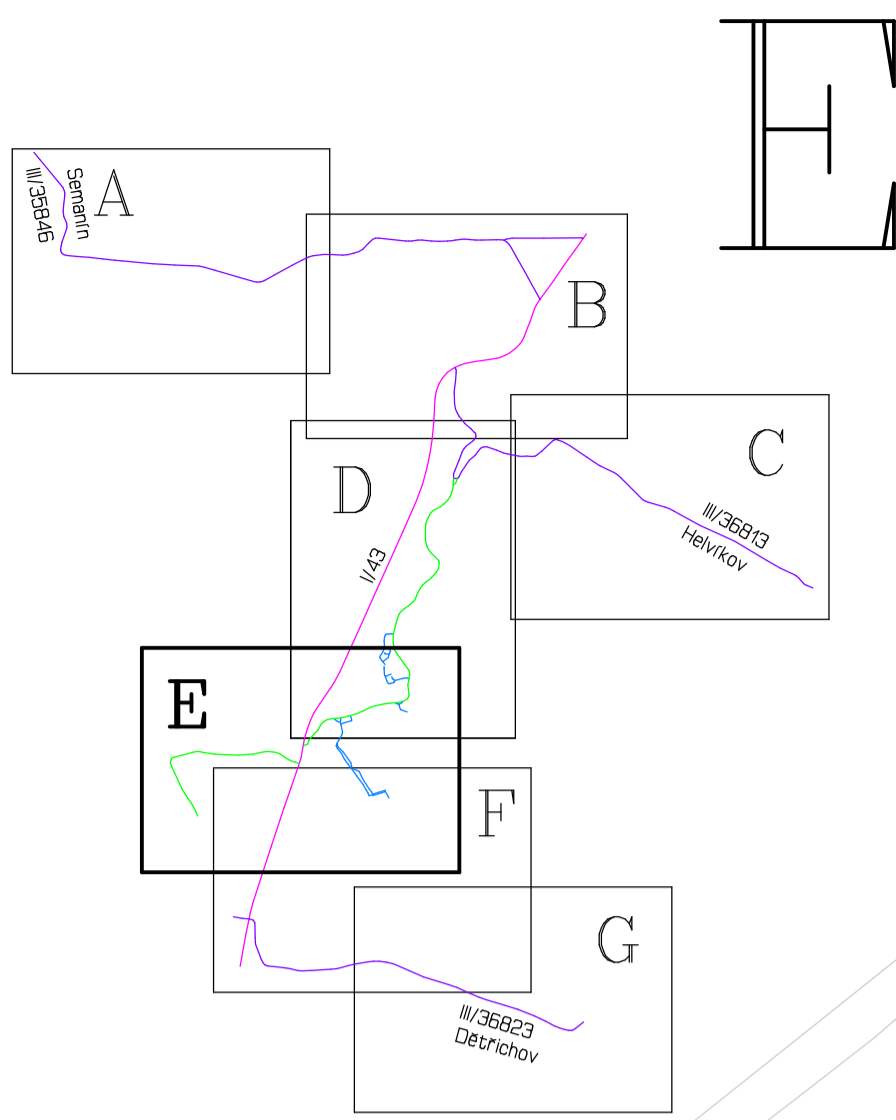 E
A
Semanín
III/35846
B
C
III/36813
Helvíkov
D
I/43
E
F
G
III/36823
Dětřichov